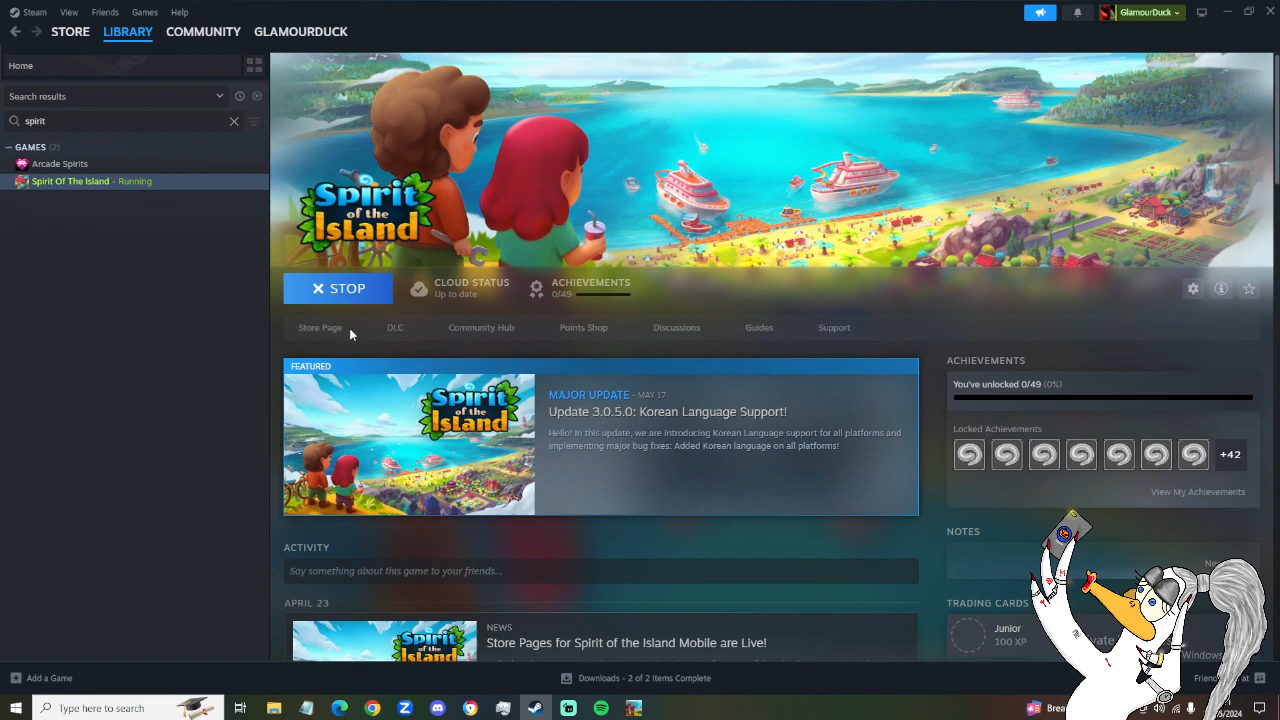 Steam View Friends Games Help
GlamourDuck
STORE LIBRARY COMMUNITY GLAMOURDUCK
Home
Search results
spirit
GAMES (2)
Arcade Spirits
Spirit Of The Island - Running
Spirit
of the
Island
STOP
CLOUD STATUS
Up to date
ACHIEVEMENTS
0/49
Store Page DLC Community Hub Points Shop Discussions Guides Support
FEATURED
Spirit
of the
Island
MAJOR UPDATE - MAY 17
Update 3.0.5.0: Korean Language Support!
Hello! In this update, we are introducing Korean Language support for all platforms and
implementing major bug fixes: Added Korean language on all platforms!
ACHIEVEMENTS
You've unlocked 0/49 (0%)
Locked Achievements
+42
View My Achievements
ACTIVITY
Say something about this game to your friends...
NOTES
APRIL 23
Spirit
of the
Island
NEWS
Store Pages for Spirit of the Island Mobile are Live!
TRADING CARDS
Junior
100 XP
Add a Game
Downloads - 2 of 2 Items Complete
Type here to search